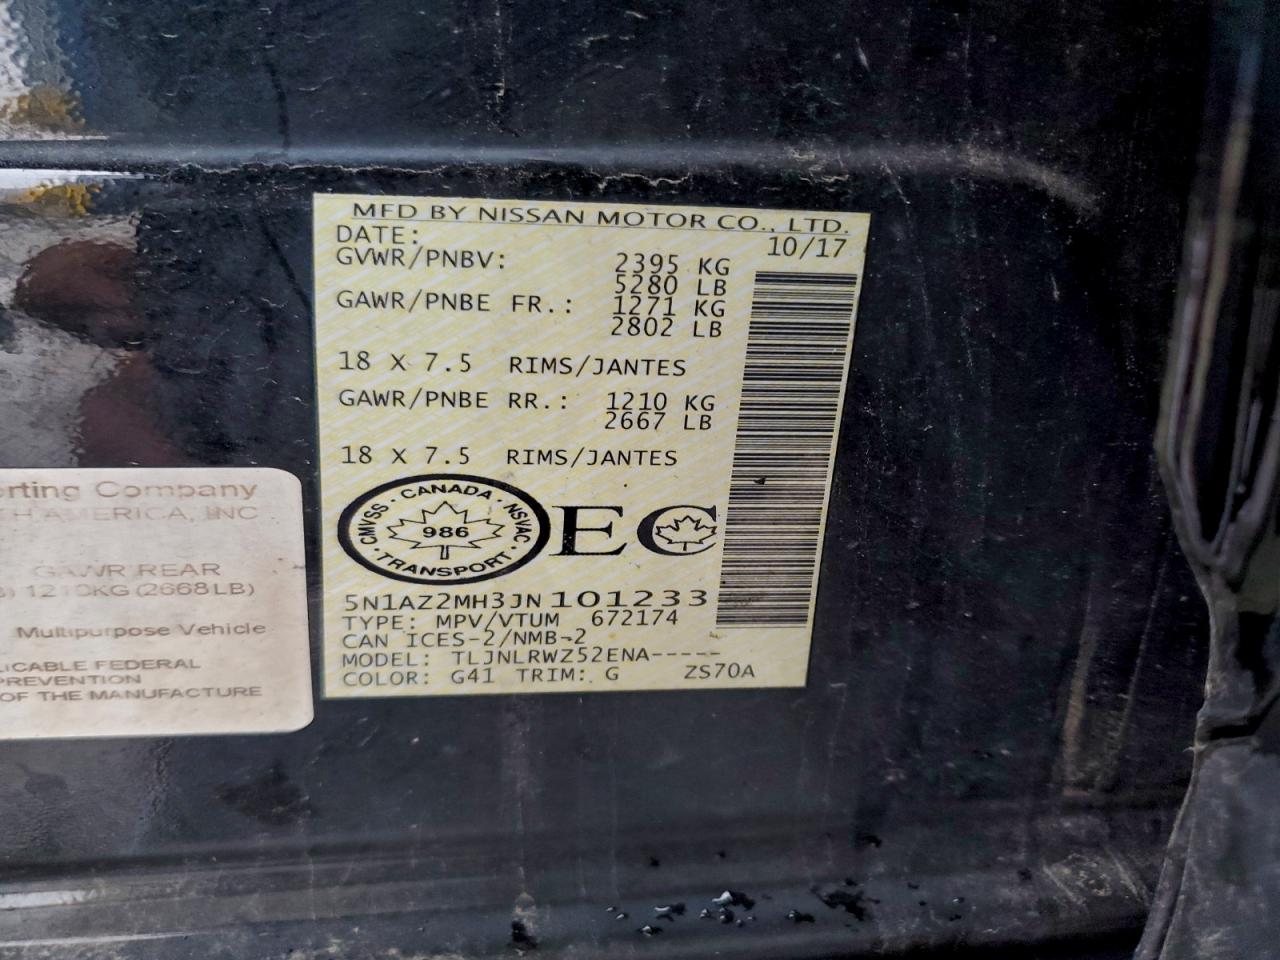 MFD BY NISSAN MOTOR CO., LTD.
DATE: 10/17
GVWR/PNBV: 2395 KG
5280 LB
GAWR/PNBE FR.: 1271 KG
2802 LB
18 X 7.5 RIMS/JANTES
GAWR/PNBE RR.: 1210 KG
2667 LB
18 X 7.5 RIMS/JANTES
CANADA
CMVSS · NSVAC
986
TRANSPORT
EC
5N1AZ2MH3JN101233
TYPE: MPV/VTUM 672174
CAN ICES-2/NMB-2
MODEL: TLJNLRWZ52ENA-----
COLOR: G41 TRIM: G ZS70A
orting Company
TH AMERICA, INC
GAWR REAR
1210KG (2668LB)
Multipurpose Vehicle
LICABLE FEDERAL
PREVENTION
OF THE MANUFACTURE